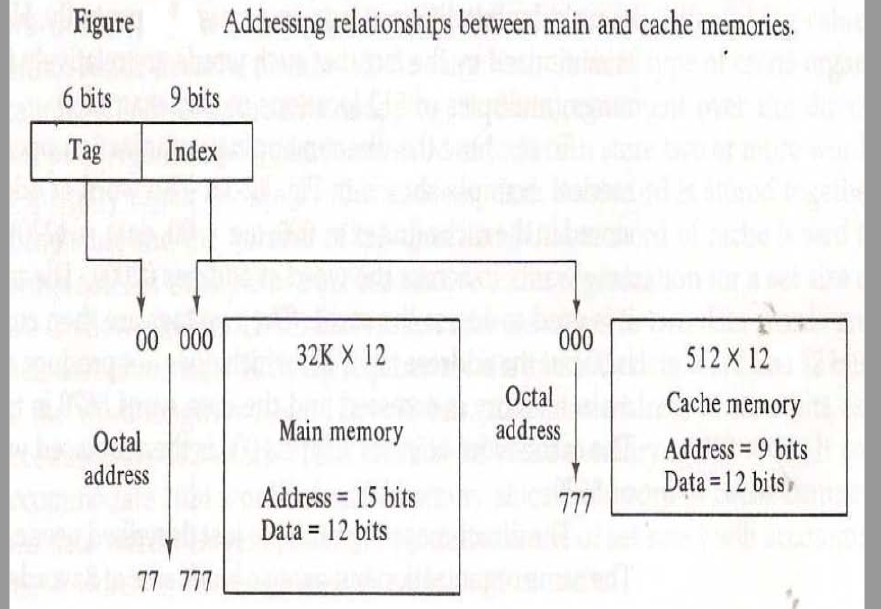 Figure Addressing relationships between main and cache memories.
6 bits 9 bits
Tag Index
00 000
32K X 12
Main memory
Address = 15 bits
Data = 12 bits
Octal
address
77 777
000
512 X 12
Octal
address
Cache memory
Address = 9 bits
Data = 12 bits
777